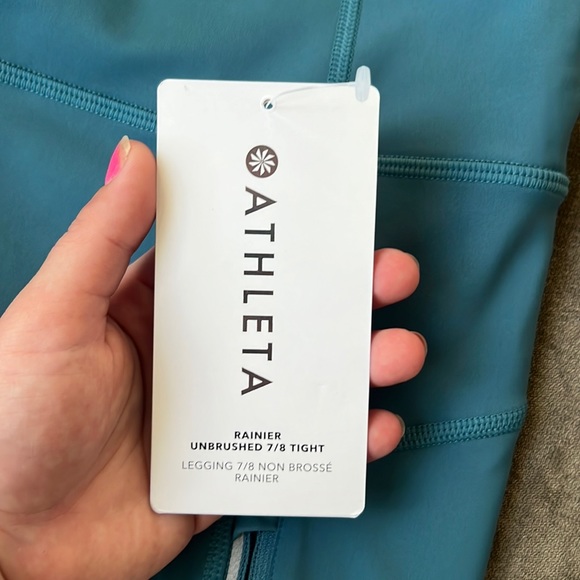 ATHLETA
RAINIER
UNBRUSHED 7/8 TIGHT
LEGGING 7/8 NON BROSSÉ
RAINIER